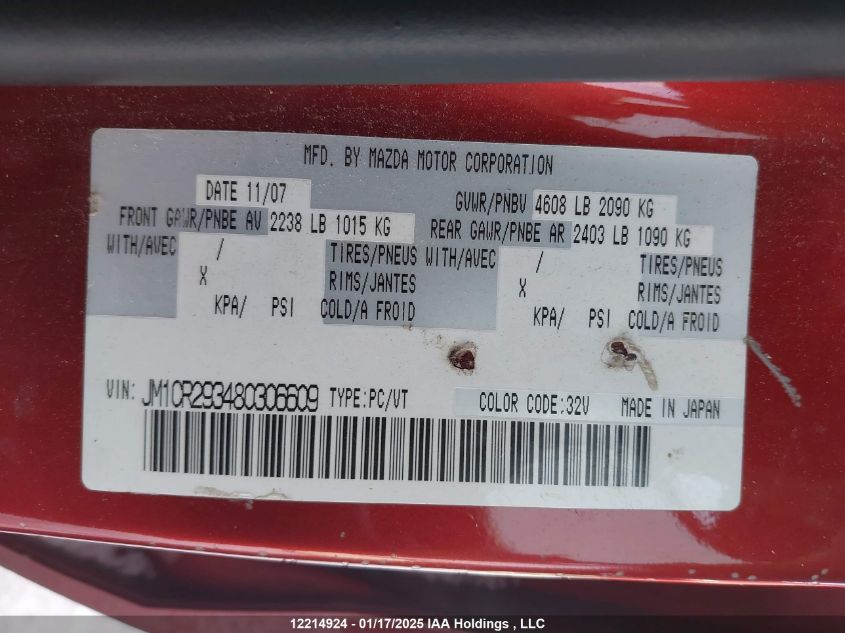 MFD. BY MAZDA MOTOR CORPORATION
DATE 11/07 GVWR/PNBV 4608 LB 2090 KG
FRONT GAWR/PNBE AV 2238 LB 1015 KG REAR GAWR/PNBE AR 2403 LB 1090 KG
WITH/AVEC / TIRES/PNEUS WITH/AVEC / TIRES/PNEUS
X RIMS/JANTES X RIMS/JANTES
KPA/ PSI COLD/A FROID KPA/ PSI COLD/A FROID
VIN: JM1CR293480306609 TYPE:PC/VT COLOR CODE:32V MADE IN JAPAN
12214924 - 01/17/2025 IAA Holdings , LLC